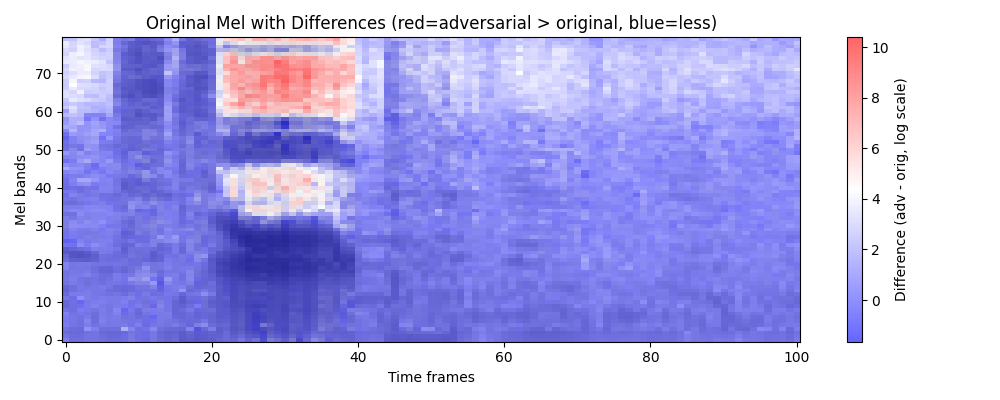 Original Mel with Differences (red=adversarial > original, blue=less)
Mel bands
70
60
50
40
30
20
10
0
0 20 40 60 80 100
Time frames
10
8
6
4
2
0
Difference (adv - orig, log scale)